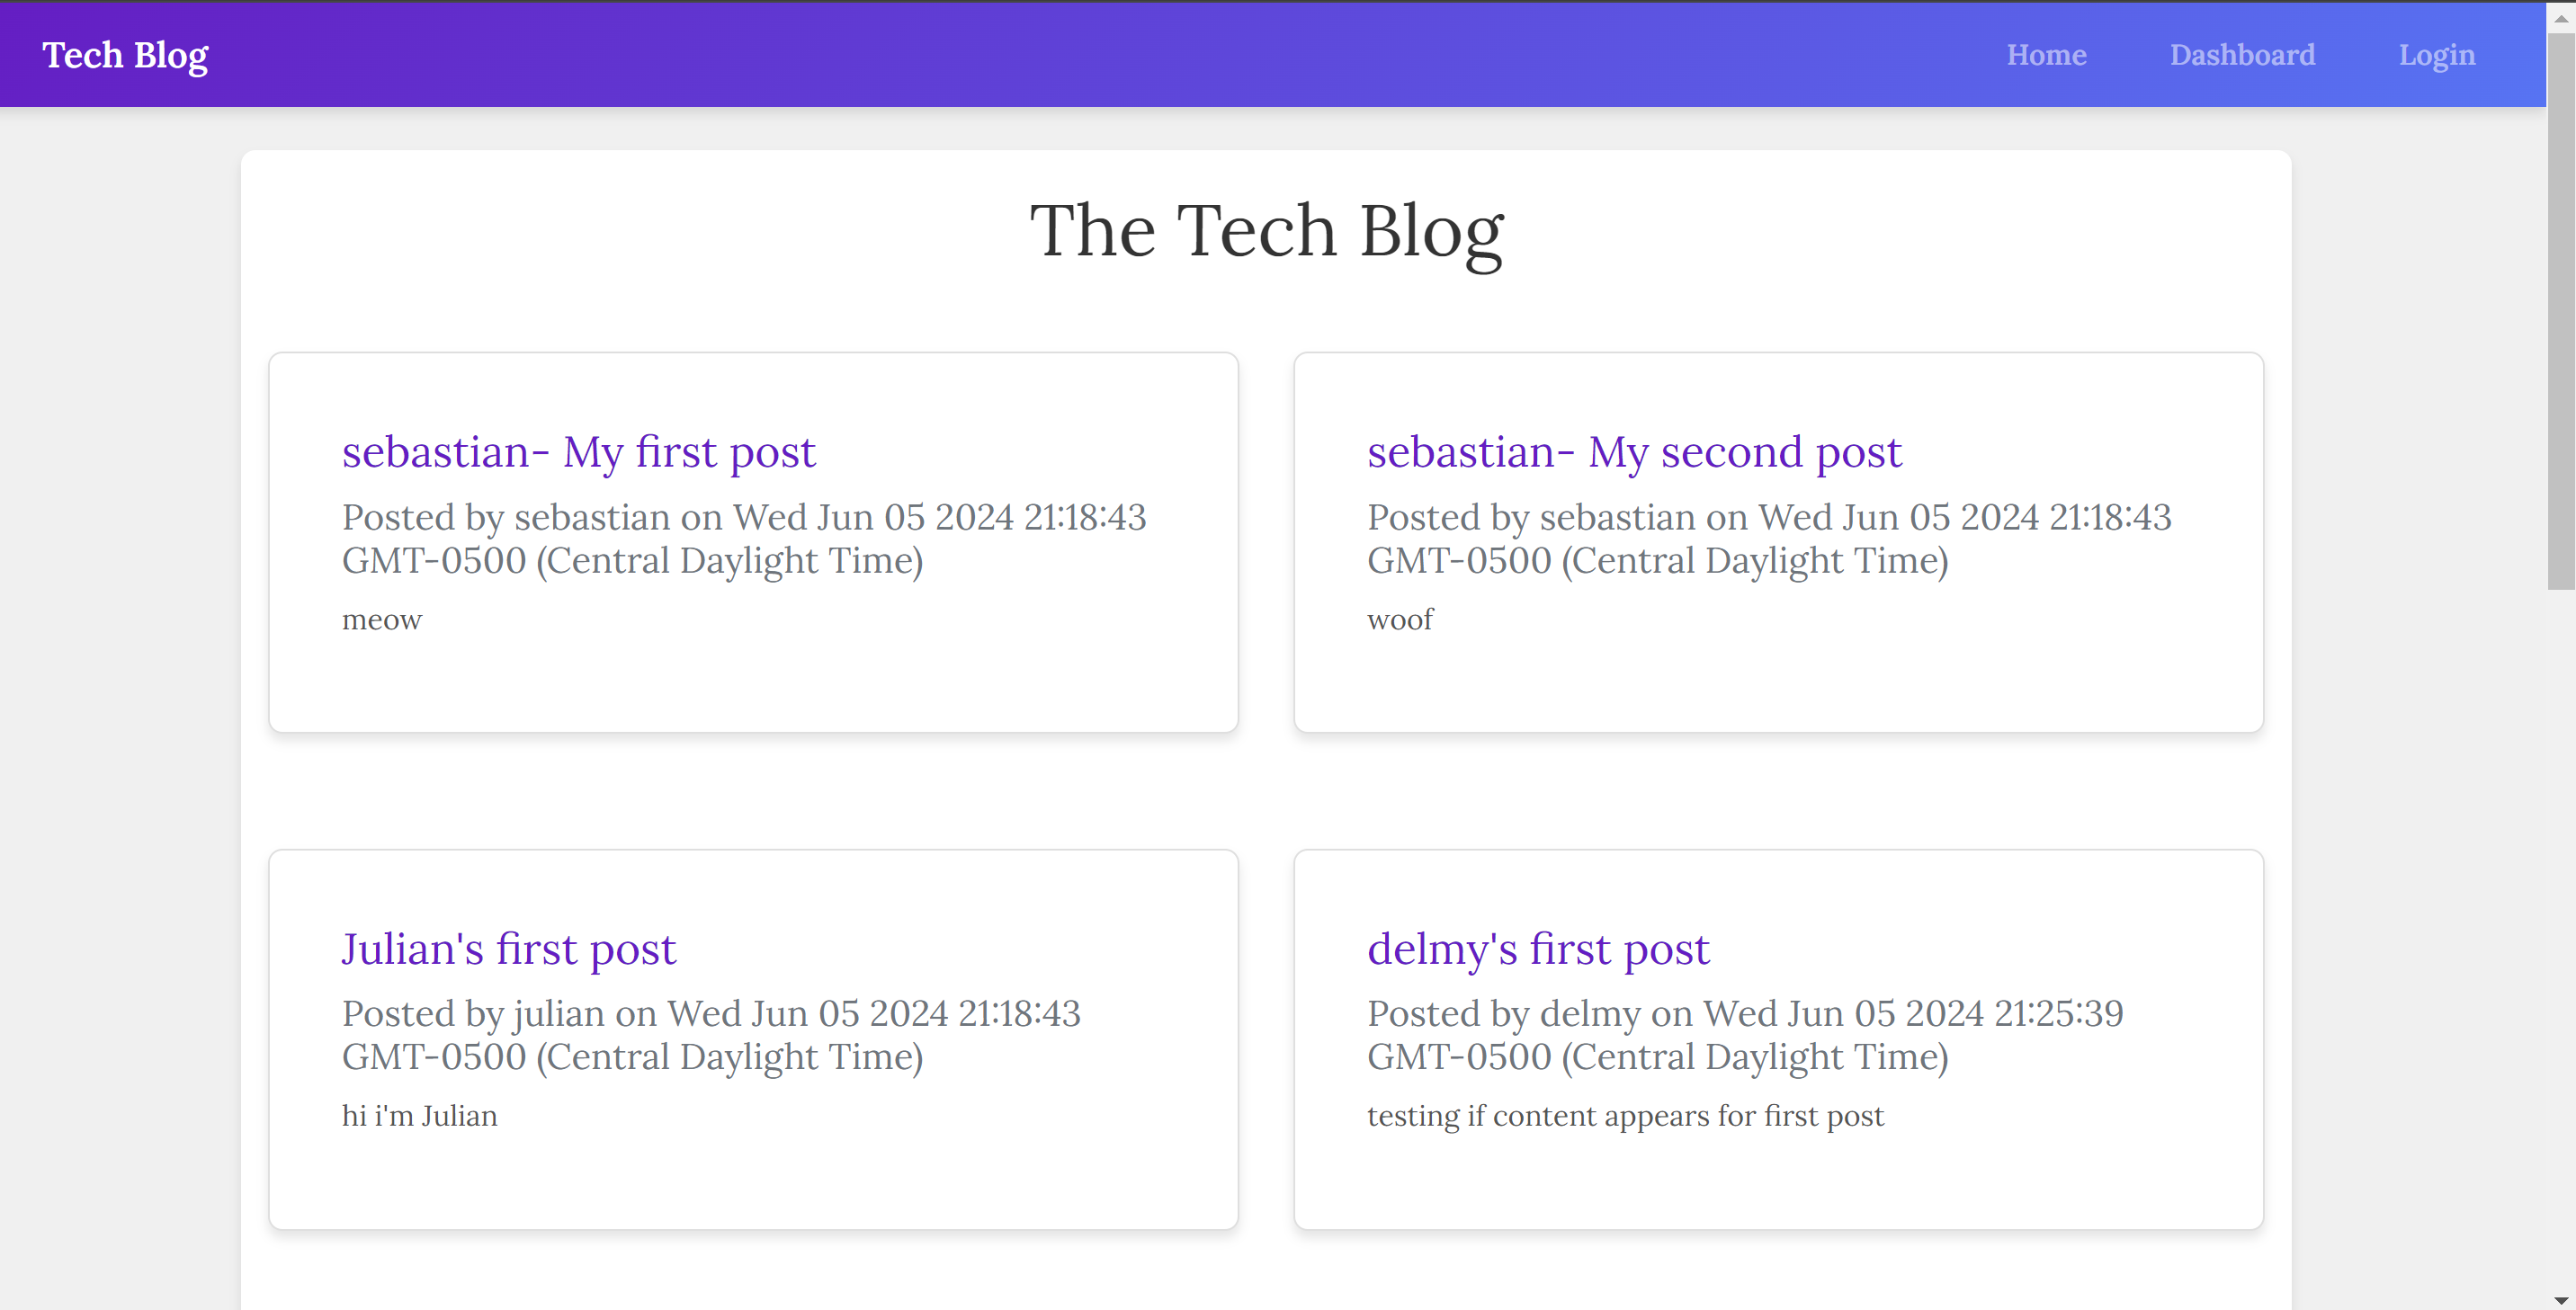 Tech Blog
Home
Dashboard
Login
The Tech Blog
sebastian- My first post
Posted by sebastian on Wed Jun 05 2024 21:18:43
GMT-0500 (Central Daylight Time)
meow
sebastian- My second post
Posted by sebastian on Wed Jun 05 2024 21:18:43
GMT-0500 (Central Daylight Time)
woof
Julian's first post
Posted by julian on Wed Jun 05 2024 21:18:43
GMT-0500 (Central Daylight Time)
hi i'm Julian
delmy's first post
Posted by delmy on Wed Jun 05 2024 21:25:39
GMT-0500 (Central Daylight Time)
testing if content appears for first post